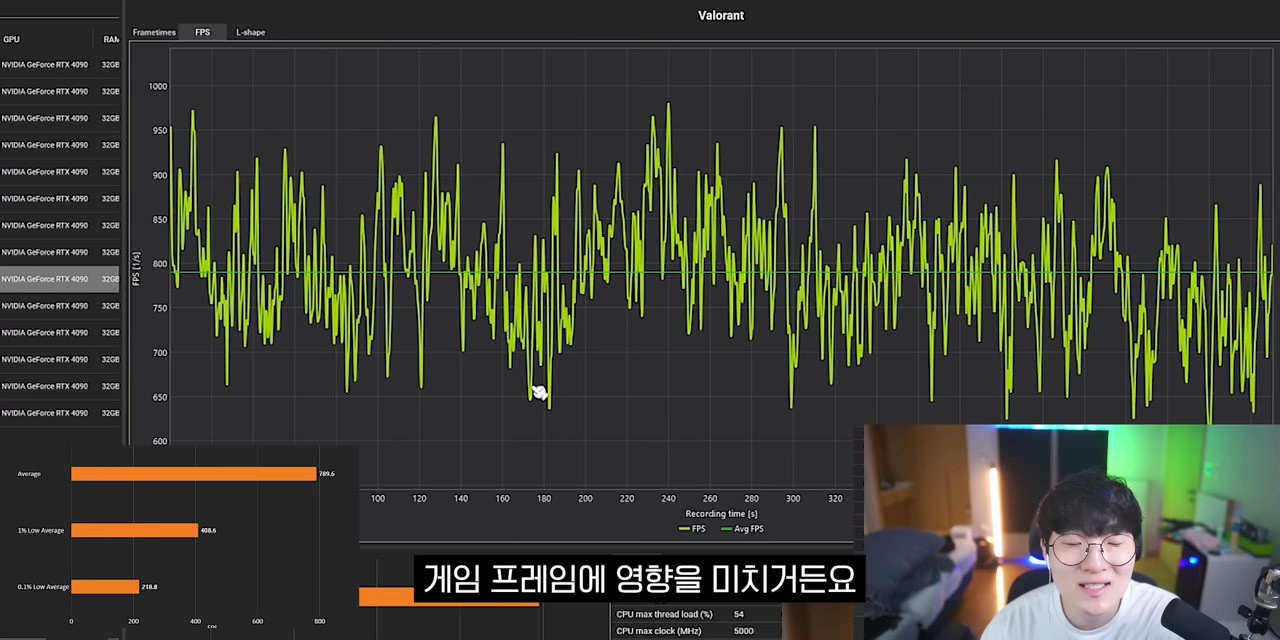 Valorant
GPU RAM
Frametimes FPS L-shape
NVIDIA GeForce RTX 4090 32GB
NVIDIA GeForce RTX 4090 32GB
NVIDIA GeForce RTX 4090 32GB
NVIDIA GeForce RTX 4090 32GB
NVIDIA GeForce RTX 4090 32GB
NVIDIA GeForce RTX 4090 32GB
NVIDIA GeForce RTX 4090 32GB
NVIDIA GeForce RTX 4090 32GB
NVIDIA GeForce RTX 4090 32GB
NVIDIA GeForce RTX 4090 32GB
NVIDIA GeForce RTX 4090 32GB
NVIDIA GeForce RTX 4090 32GB
NVIDIA GeForce RTX 4090 32GB
NVIDIA GeForce RTX 4090 32GB
1000
950
900
850
800
750
700
650
600
FPS [1/s]
100 120 140 160 180 200 220 240 260 280 300 320
Recording time [s]
FPS Avg FPS
Average 789.6
1% Low Average 408.6
0.1% Low Average 218.8
0 200 400 600 800
FPS
게임 프레임에 영향을 미치거든요
CPU max thread load (%) 54
CPU max clock (MHz) 5000